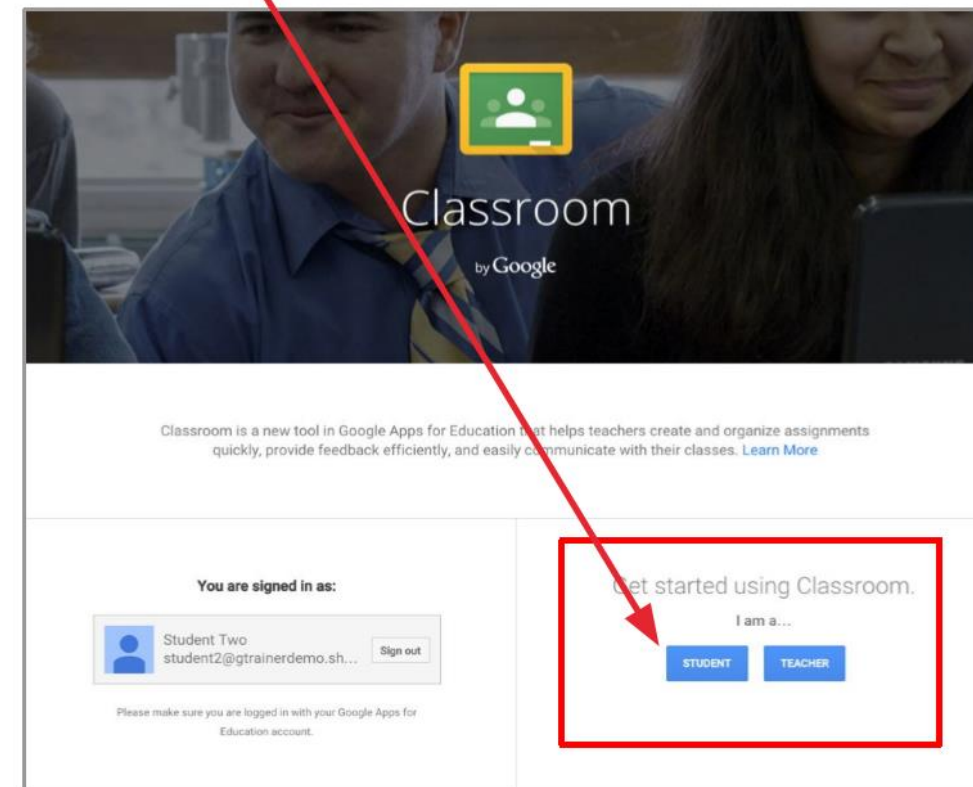 Classroom
by Google
Classroom is a new tool in Google Apps for Education that helps teachers create and organize assignments
quickly, provide feedback efficiently, and easily communicate with their classes. Learn More
You are signed in as:
Student Two
student2@gtrainerdemo.sh...
Sign out
Please make sure you are logged in with your Google Apps for
Education account.
Get started using Classroom.
I am a...
STUDENT
TEACHER